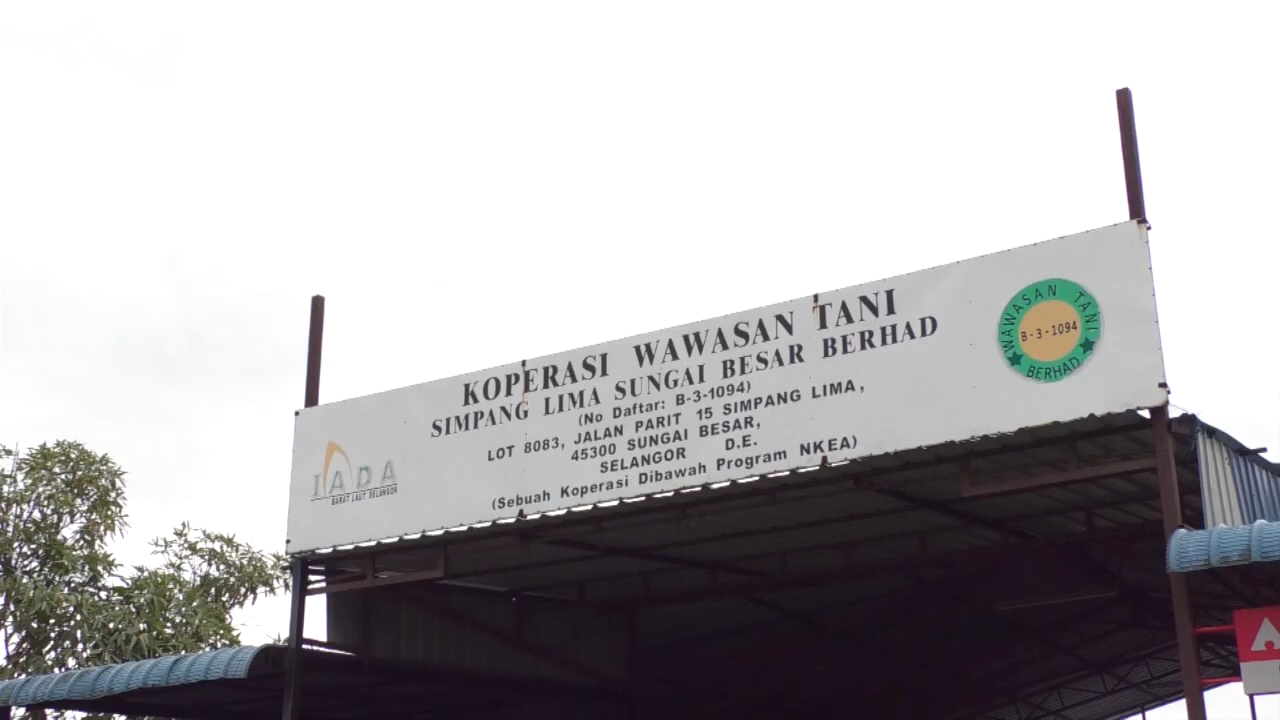 KOPERASI WAWASAN TANI
SIMPANG LIMA SUNGAI BESAR BERHAD
(No Daftar: B-3-1094)
LOT 8083, JALAN PARIT 15 SIMPANG LIMA,
45300 SUNGAI BESAR,
SELANGOR D.E.
(Sebuah Koperasi Dibawah Program NKEA)
IADA
BARAT LAUT SELANGOR
WAWASAN TANI
B-3-1094
BERHAD